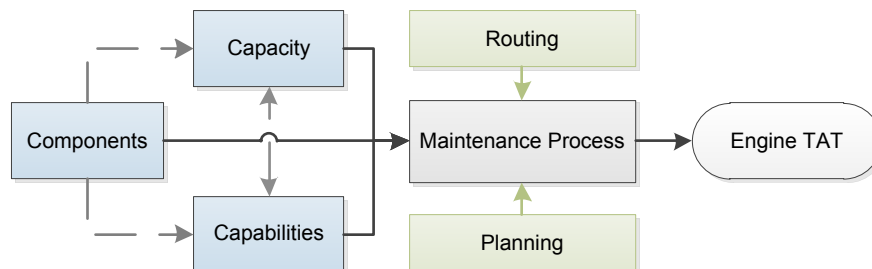 Capacity
Routing
Components
Maintenance Process
Engine TAT
Capabilities
Planning